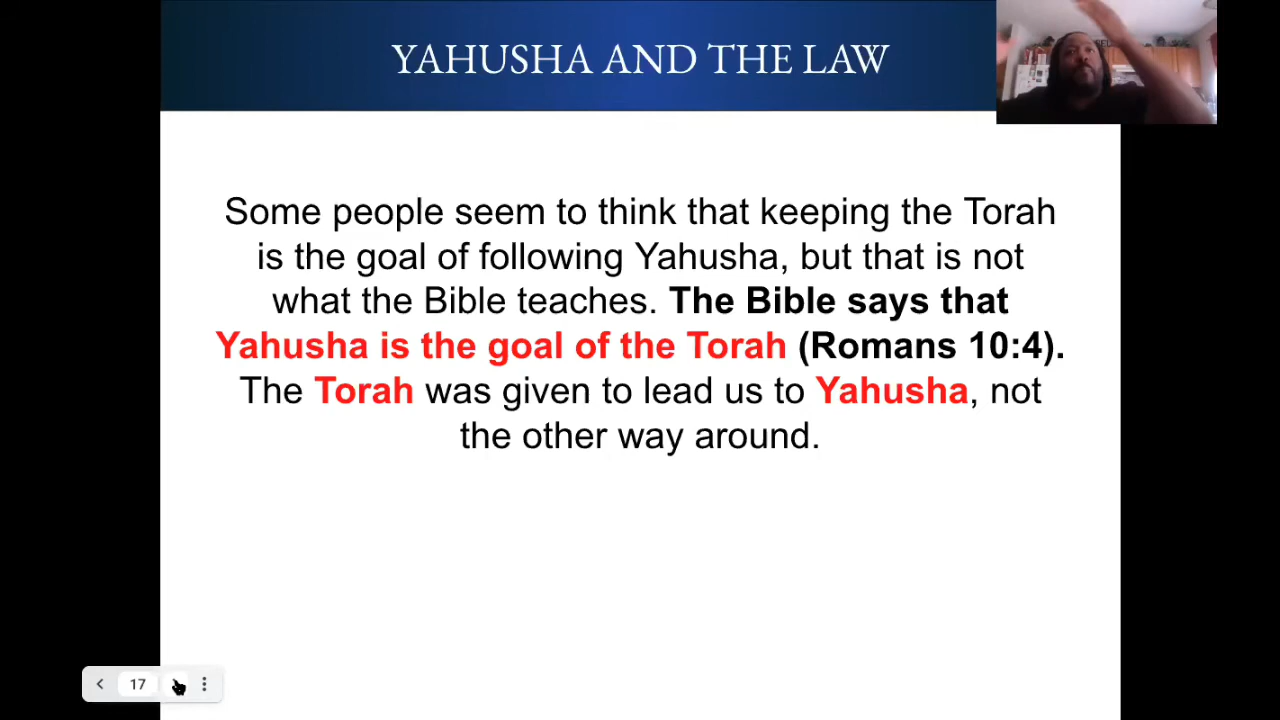 YAHUSHA AND THE LAW
Some people seem to think that keeping the Torah
is the goal of following Yahusha, but that is not
what the Bible teaches. The Bible says that
Yahusha is the goal of the Torah (Romans 10:4).
The Torah was given to lead us to Yahusha, not
the other way around.
17